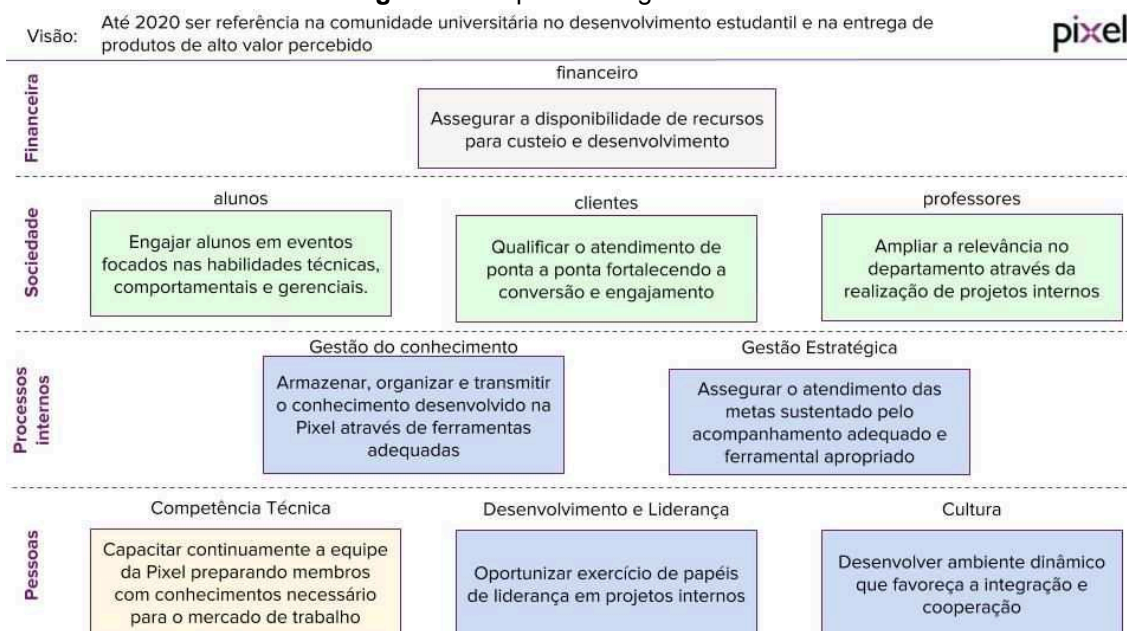 Visão:
Até 2020 ser referência na comunidade universitária no desenvolvimento estudantil e na entrega de
produtos de alto valor percebido
pixel
Financeira
financeiro
Assegurar a disponibilidade de recursos
para custeio e desenvolvimento
Sociedade
alunos
Engajar alunos em eventos
focados nas habilidades técnicas,
comportamentais e gerenciais.
clientes
Qualificar o atendimento de
ponta a ponta fortalecendo a
conversão e engajamento
professores
Ampliar a relevância no
departamento através da
realização de projetos internos
Processos
internos
Gestão do conhecimento
Armazenar, organizar e transmitir
o conhecimento desenvolvido na
Pixel através de ferramentas
adequadas
Gestão Estratégica
Assegurar o atendimento das
metas sustentado pelo
acompanhamento adequado e
ferramental apropriado
Pessoas
Competência Técnica
Capacitar continuamente a equipe
da Pixel preparando membros
com conhecimentos necessário
para o mercado de trabalho
Desenvolvimento e Liderança
Oportunizar exercício de papéis
de liderança em projetos internos
Cultura
Desenvolver ambiente dinâmico
que favoreça a integração e
cooperação